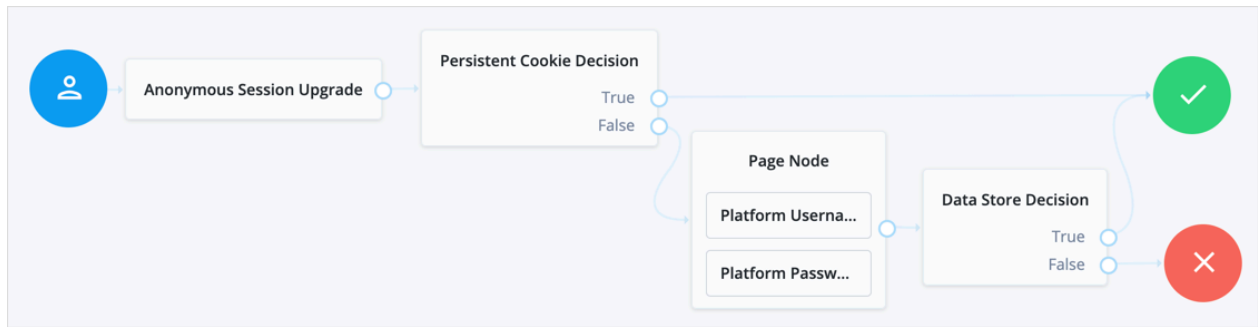 Anonymous Session Upgrade
Persistent Cookie Decision
True
False
Page Node
Platform Userna...
Platform Passw...
Data Store Decision
True
False